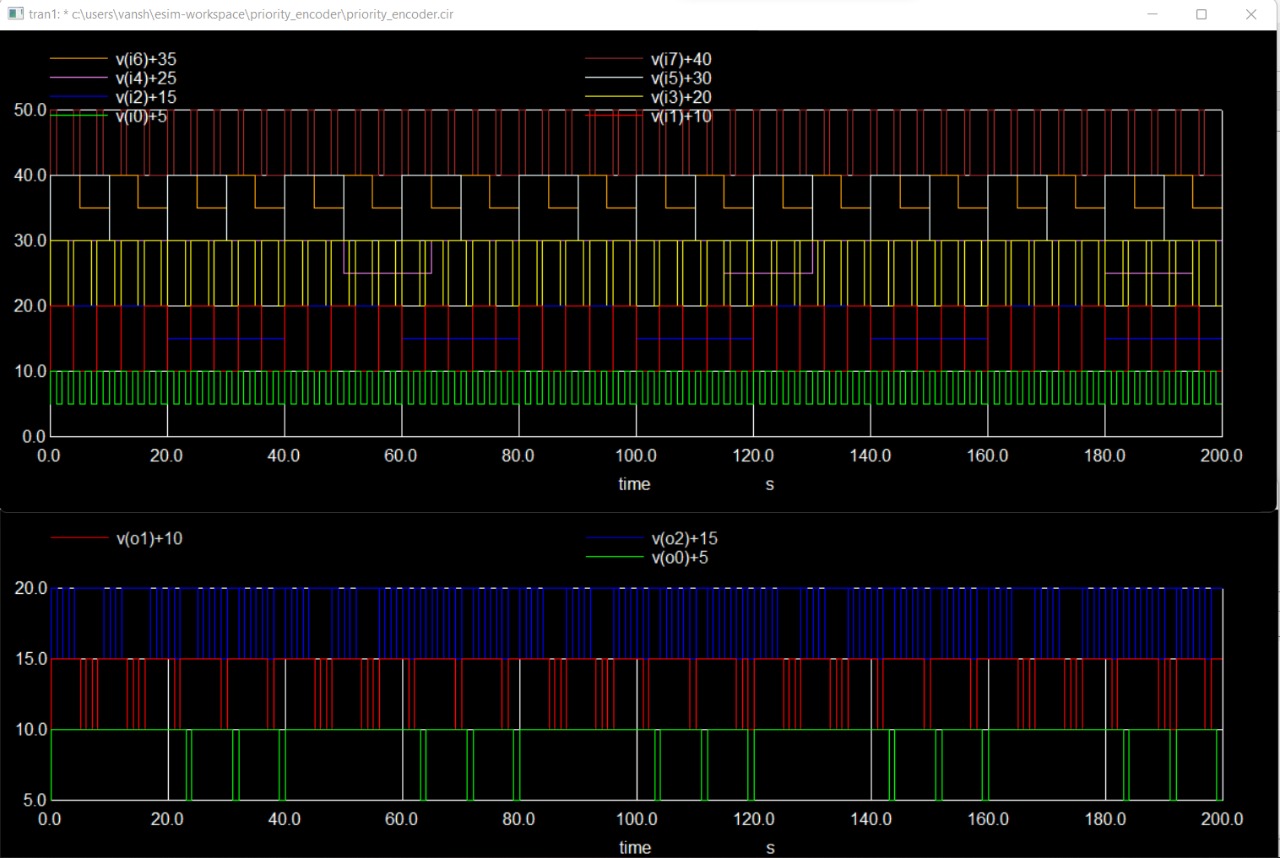 tran1: * c:\users\vansh\esim-workspace\priority_encoder\priority_encoder.cir
v(i6)+35 v(i7)+40
v(i4)+25 v(i5)+30
v(i2)+15 v(i3)+20
v(i0)+5 v(i1)+10
50.0
40.0
30.0
20.0
10.0
0.0
0.0 20.0 40.0 60.0 80.0 100.0 120.0 140.0 160.0 180.0 200.0
time s
v(o1)+10 v(o2)+15
v(o0)+5
20.0
15.0
10.0
5.0
0.0 20.0 40.0 60.0 80.0 100.0 120.0 140.0 160.0 180.0 200.0
time s